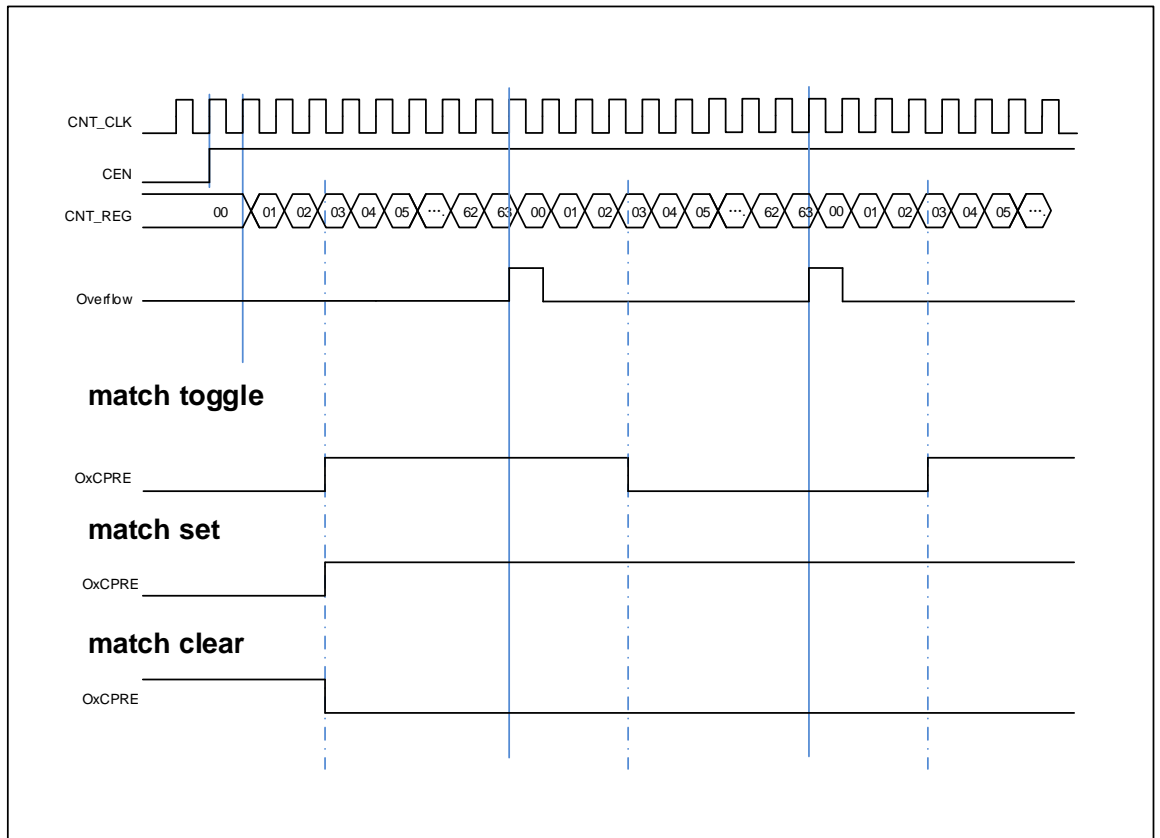 CNT_CLK
CEN
CNT_REG 00 01 02 03 04 05 ···. 62 63 00 01 02 03 04 05 ···. 62 63 00 01 02 03 04 05 ···.
Overflow
match toggle
OxCPRE
match set
OxCPRE
match clear
OxCPRE